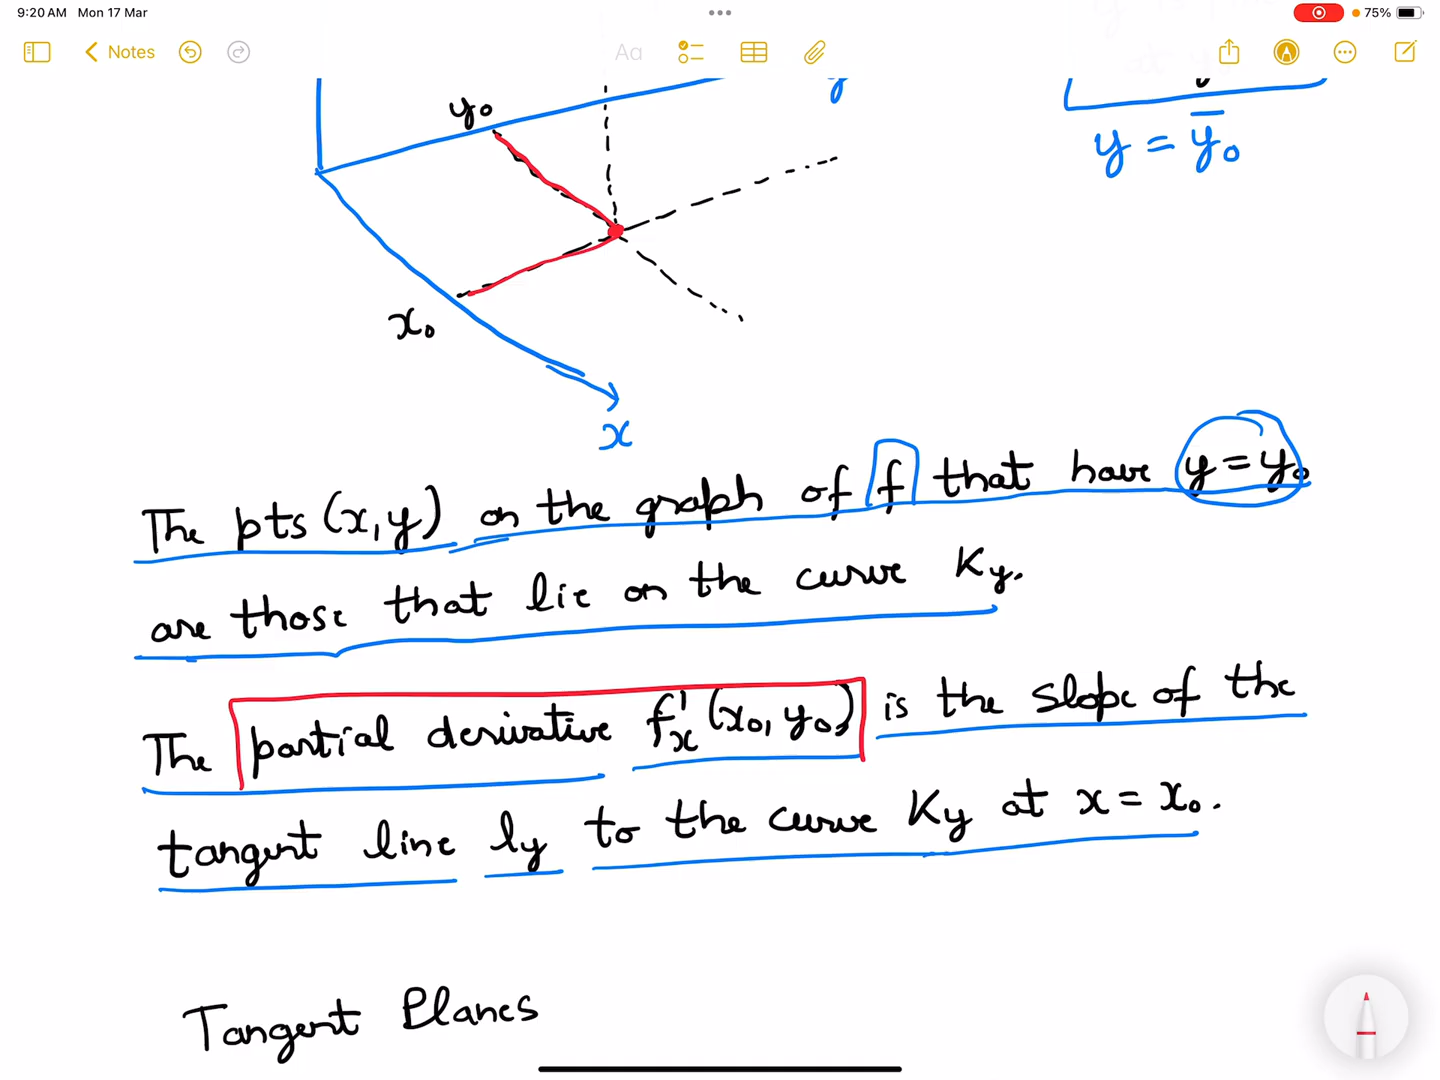 9:20 AM Mon 17 Mar
75%
Notes
Aa
y₀
y
y = y̅₀
x₀
x
The pts (x,y) on the graph of f that have y = y₀
are those that lie on the curve Ky.
The partial derivative f'ₓ (x₀, y₀) is the slope of the
tangent line ly to the curve Ky at x = x₀.
Tangent Planes